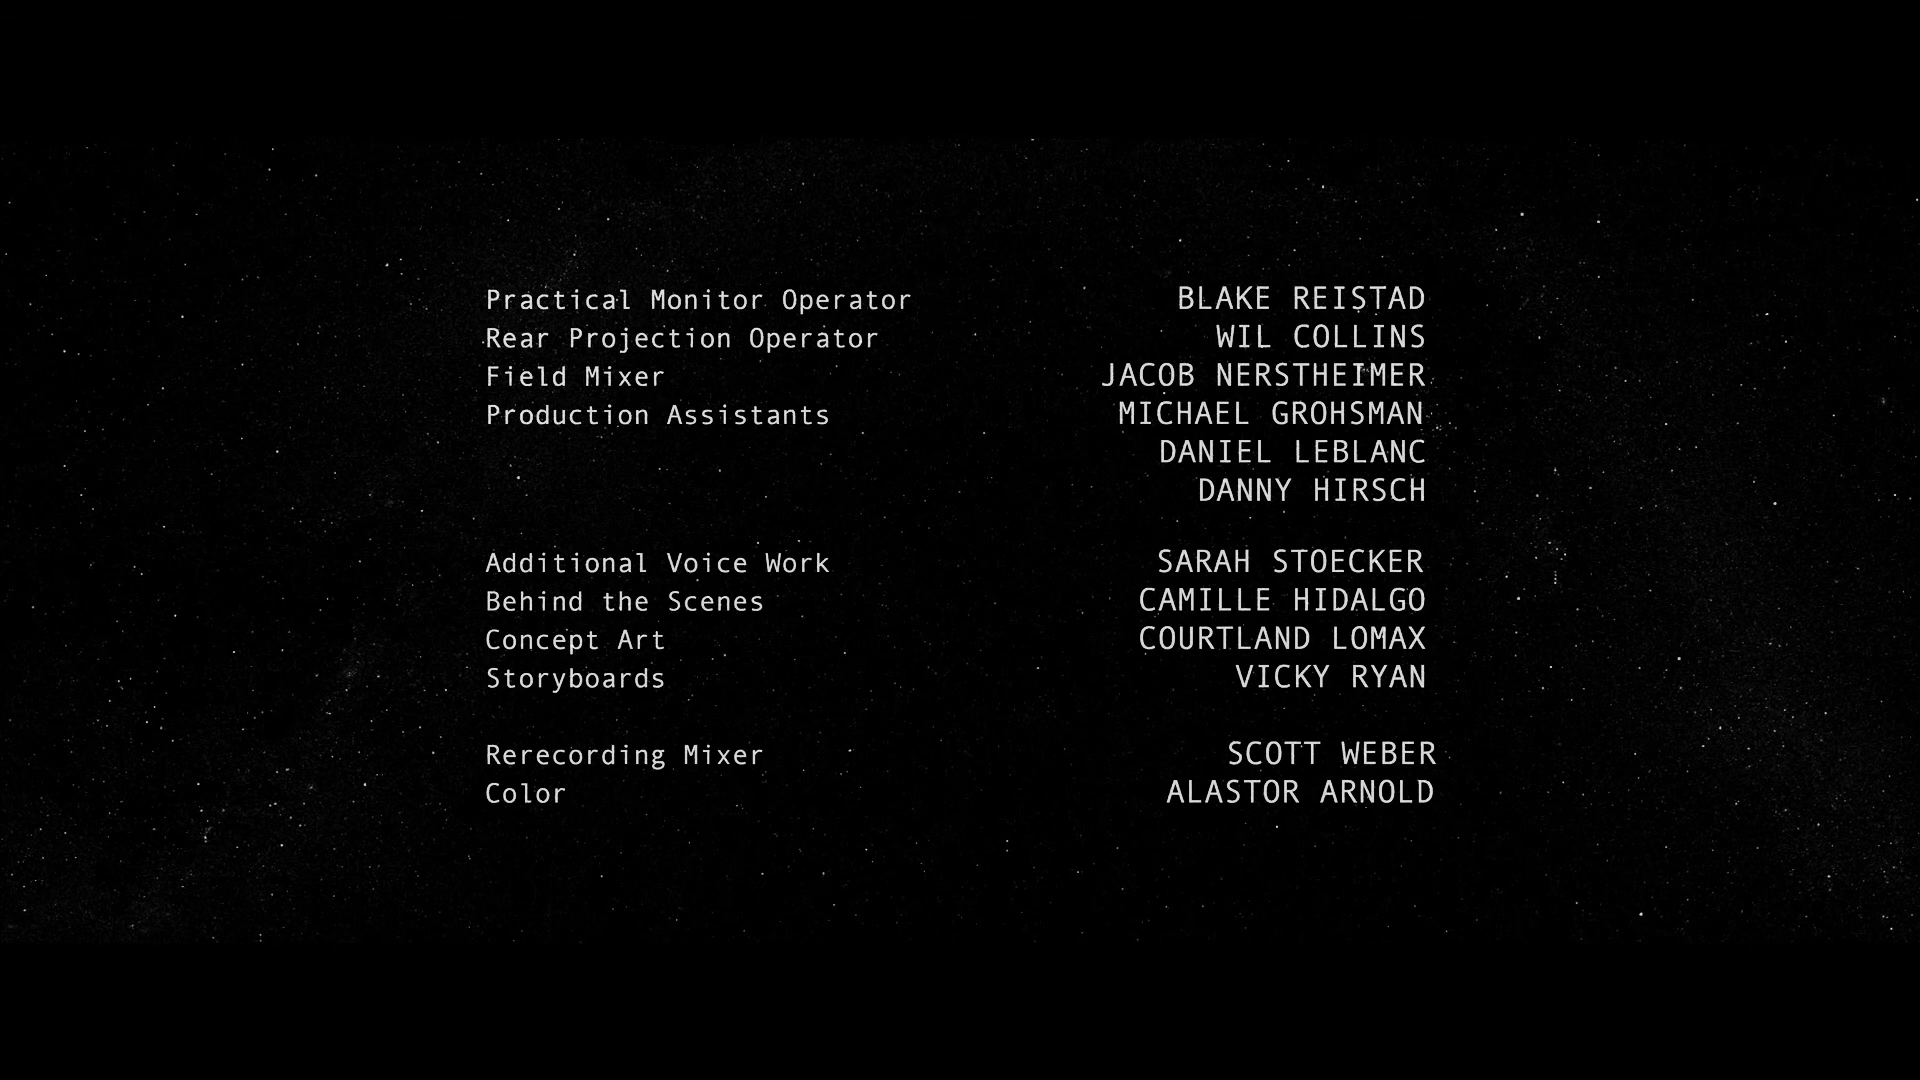 Practical Monitor Operator BLAKE REISTAD
Rear Projection Operator WIL COLLINS
Field Mixer JACOB NERSTHEIMER
Production Assistants MICHAEL GROHSMAN
DANIEL LEBLANC
DANNY HIRSCH
Additional Voice Work SARAH STOECKER
Behind the Scenes CAMILLE HIDALGO
Concept Art COURTLAND LOMAX
Storyboards VICKY RYAN
Rerecording Mixer SCOTT WEBER
Color ALASTOR ARNOLD